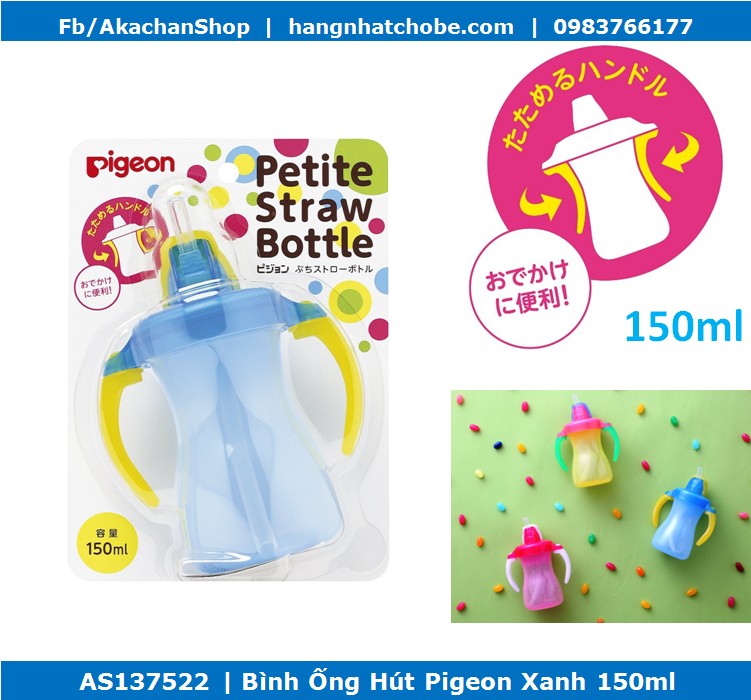 Fb/AkachanShop | hangnhatchobe.com | 0983766177
Pigeon
Petite
Straw
Bottle
ピジョン ぷちストローボトル
たためるハンドル
おでかけ
に便利!
容量
150ml
たためるハンドル
おでかけ
に便利!
150ml
AS137522 | Bình Ống Hút Pigeon Xanh 150ml